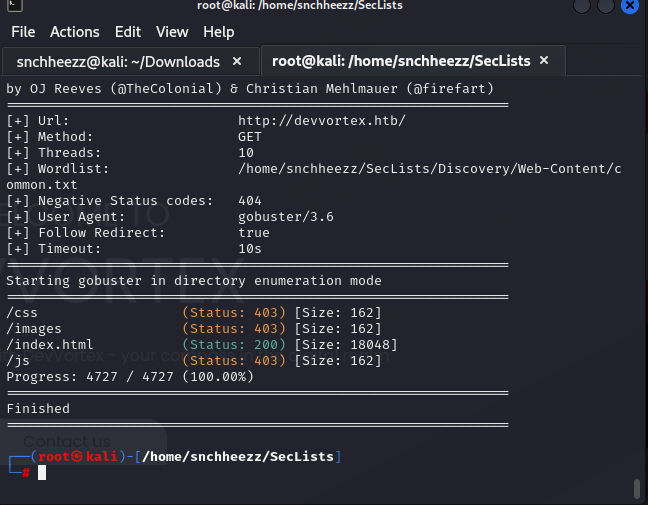 root@kali: /home/snchheezz/SecLists
File Actions Edit View Help
snchheezz@kali: ~/Downloads × root@kali: /home/snchheezz/SecLists ×
by OJ Reeves (@TheColonial) & Christian Mehlmauer (@firefart)
===============================================================
[+] Url: http://devvortex.htb/
[+] Method: GET
[+] Threads: 10
[+] Wordlist: /home/snchheezz/SecLists/Discovery/Web-Content/c
ommon.txt
[+] Negative Status codes: 404
[+] User Agent: gobuster/3.6
[+] Follow Redirect: true
[+] Timeout: 10s
===============================================================
Starting gobuster in directory enumeration mode
===============================================================
/css (Status: 403) [Size: 162]
/images (Status: 403) [Size: 162]
/index.html (Status: 200) [Size: 18048]
/js (Status: 403) [Size: 162]
Progress: 4727 / 4727 (100.00%)
===============================================================
Finished
===============================================================
Contact us
┌──(root㉿kali)-[/home/snchheezz/SecLists]
└─#